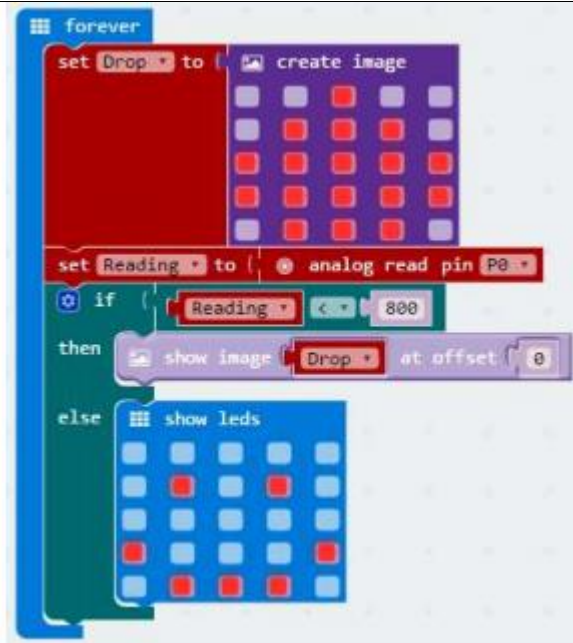 forever
set Drop to create image
set Reading to analog read pin P0
if Reading < 800
then show image Drop at offset 0
else show leds